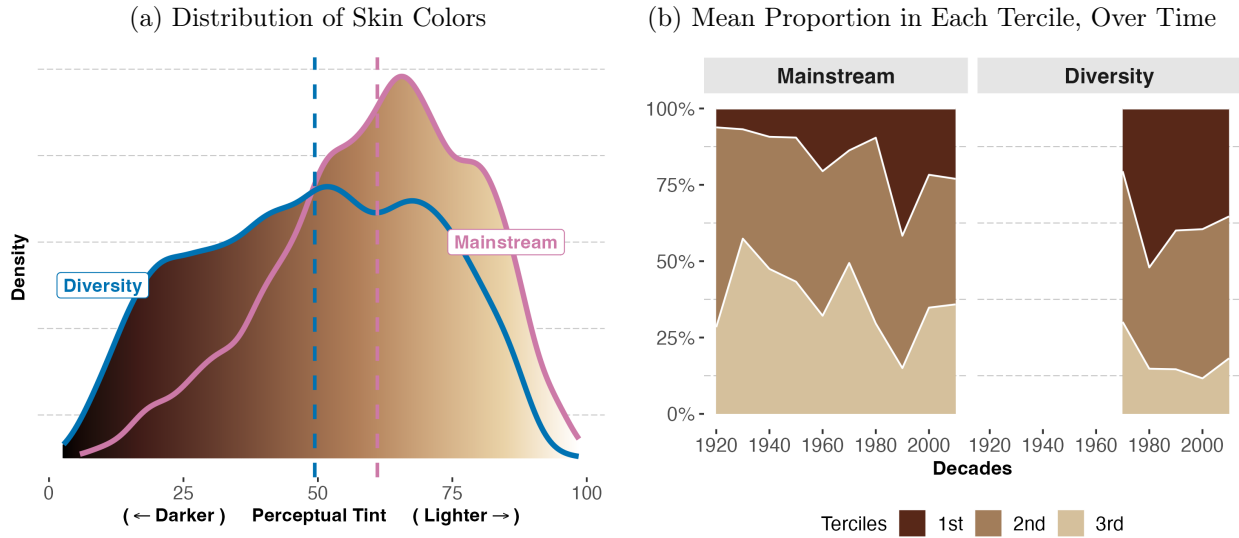 (a) Distribution of Skin Colors
Density
Diversity
Mainstream
0 25 50 75 100
( ← Darker ) Perceptual Tint ( Lighter → )
(b) Mean Proportion in Each Tercile, Over Time
Mainstream Diversity
100%
75%
50%
25%
0%
1920 1940 1960 1980 2000 1920 1940 1960 1980 2000
Decades
Terciles 1st 2nd 3rd